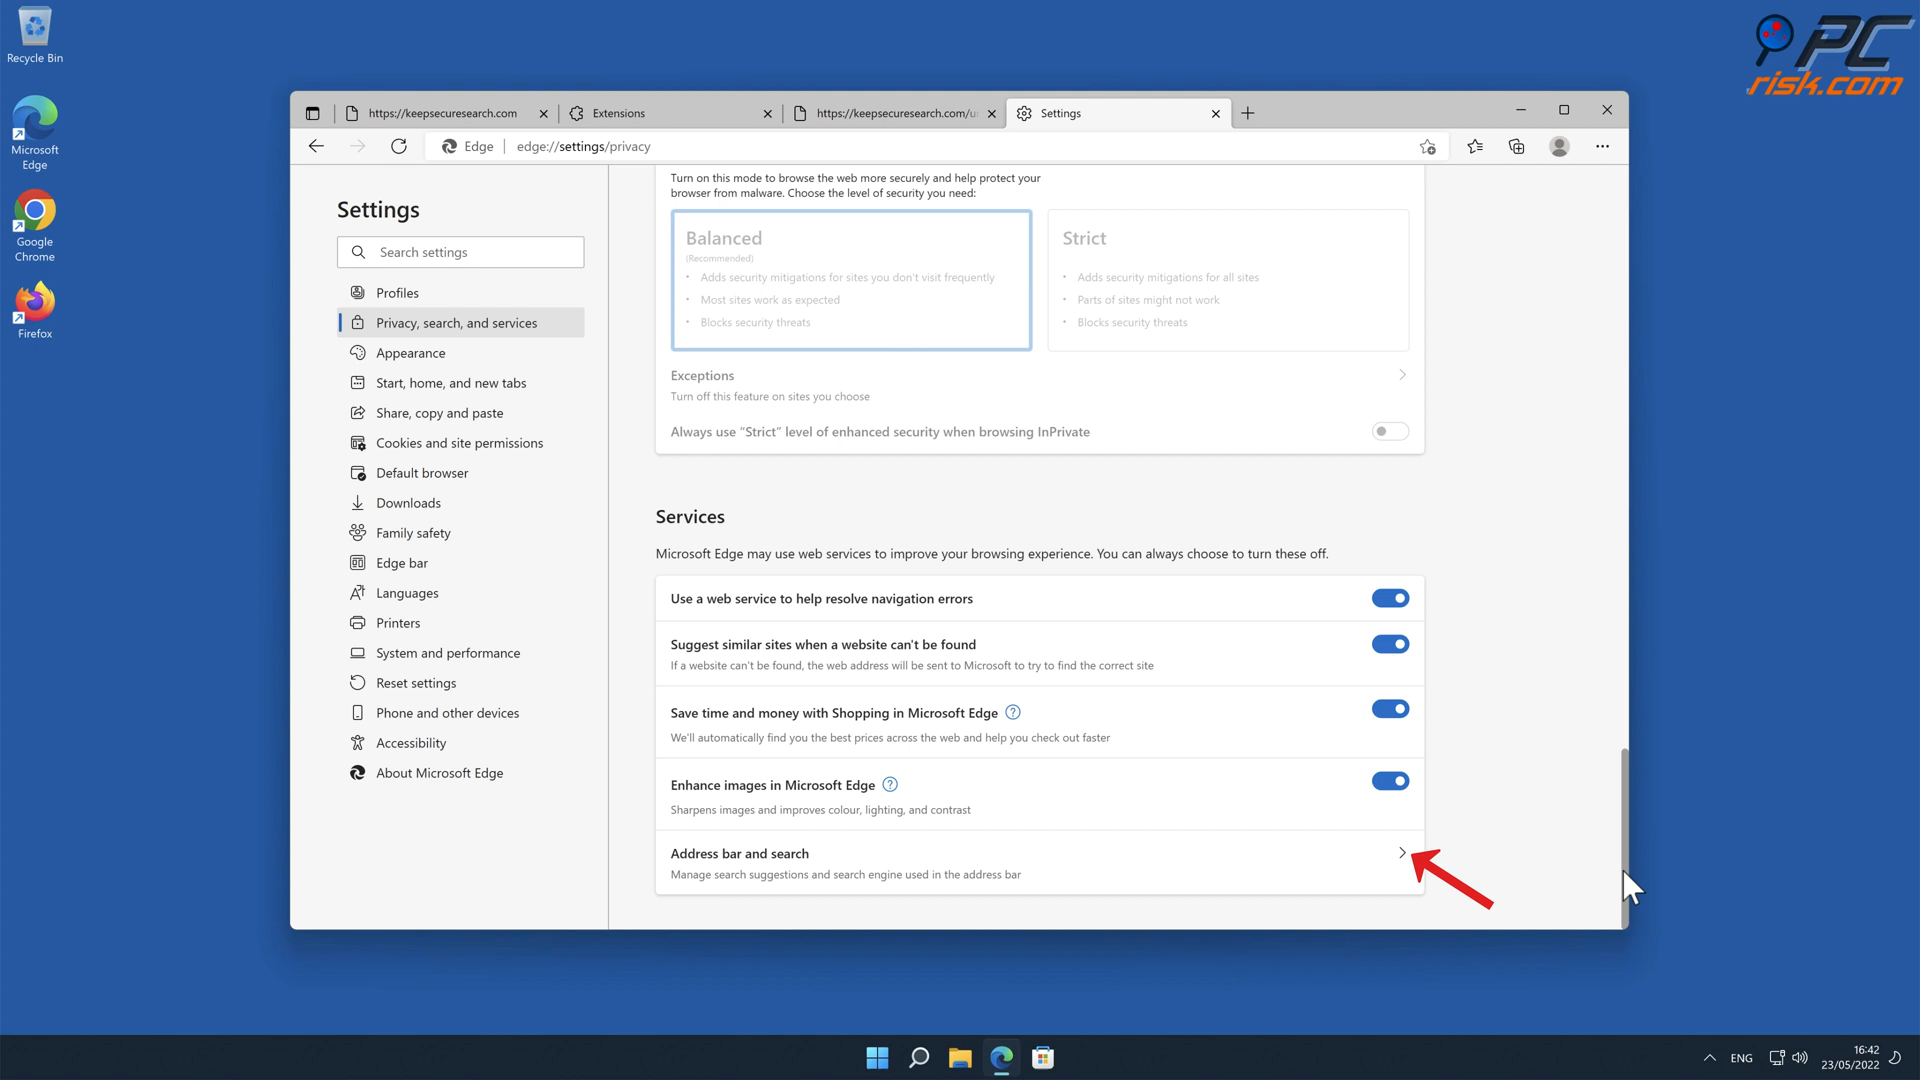 Recycle Bin
Microsoft
Edge
Google
Chrome
Firefox
PC
risk.com
https://keepsecuresearch.com
Extensions
https://keepsecuresearch.com/u
Settings
Edge
edge://settings/privacy
Settings
Search settings
Profiles
Privacy, search, and services
Appearance
Start, home, and new tabs
Share, copy and paste
Cookies and site permissions
Default browser
Downloads
Family safety
Edge bar
Languages
Printers
System and performance
Reset settings
Phone and other devices
Accessibility
About Microsoft Edge
Turn on this mode to browse the web more securely and help protect your
browser from malware. Choose the level of security you need:
Balanced
(Recommended)
• Adds security mitigations for sites you don't visit frequently
• Most sites work as expected
• Blocks security threats
Strict
• Adds security mitigations for all sites
• Parts of sites might not work
• Blocks security threats
Exceptions
Turn off this feature on sites you choose
Always use “Strict” level of enhanced security when browsing InPrivate
Services
Microsoft Edge may use web services to improve your browsing experience. You can always choose to turn these off.
Use a web service to help resolve navigation errors
Suggest similar sites when a website can't be found
If a website can't be found, the web address will be sent to Microsoft to try to find the correct site
Save time and money with Shopping in Microsoft Edge
We'll automatically find you the best prices across the web and help you check out faster
Enhance images in Microsoft Edge
Sharpens images and improves colour, lighting, and contrast
Address bar and search
Manage search suggestions and search engine used in the address bar
ENG
16:42
23/05/2022